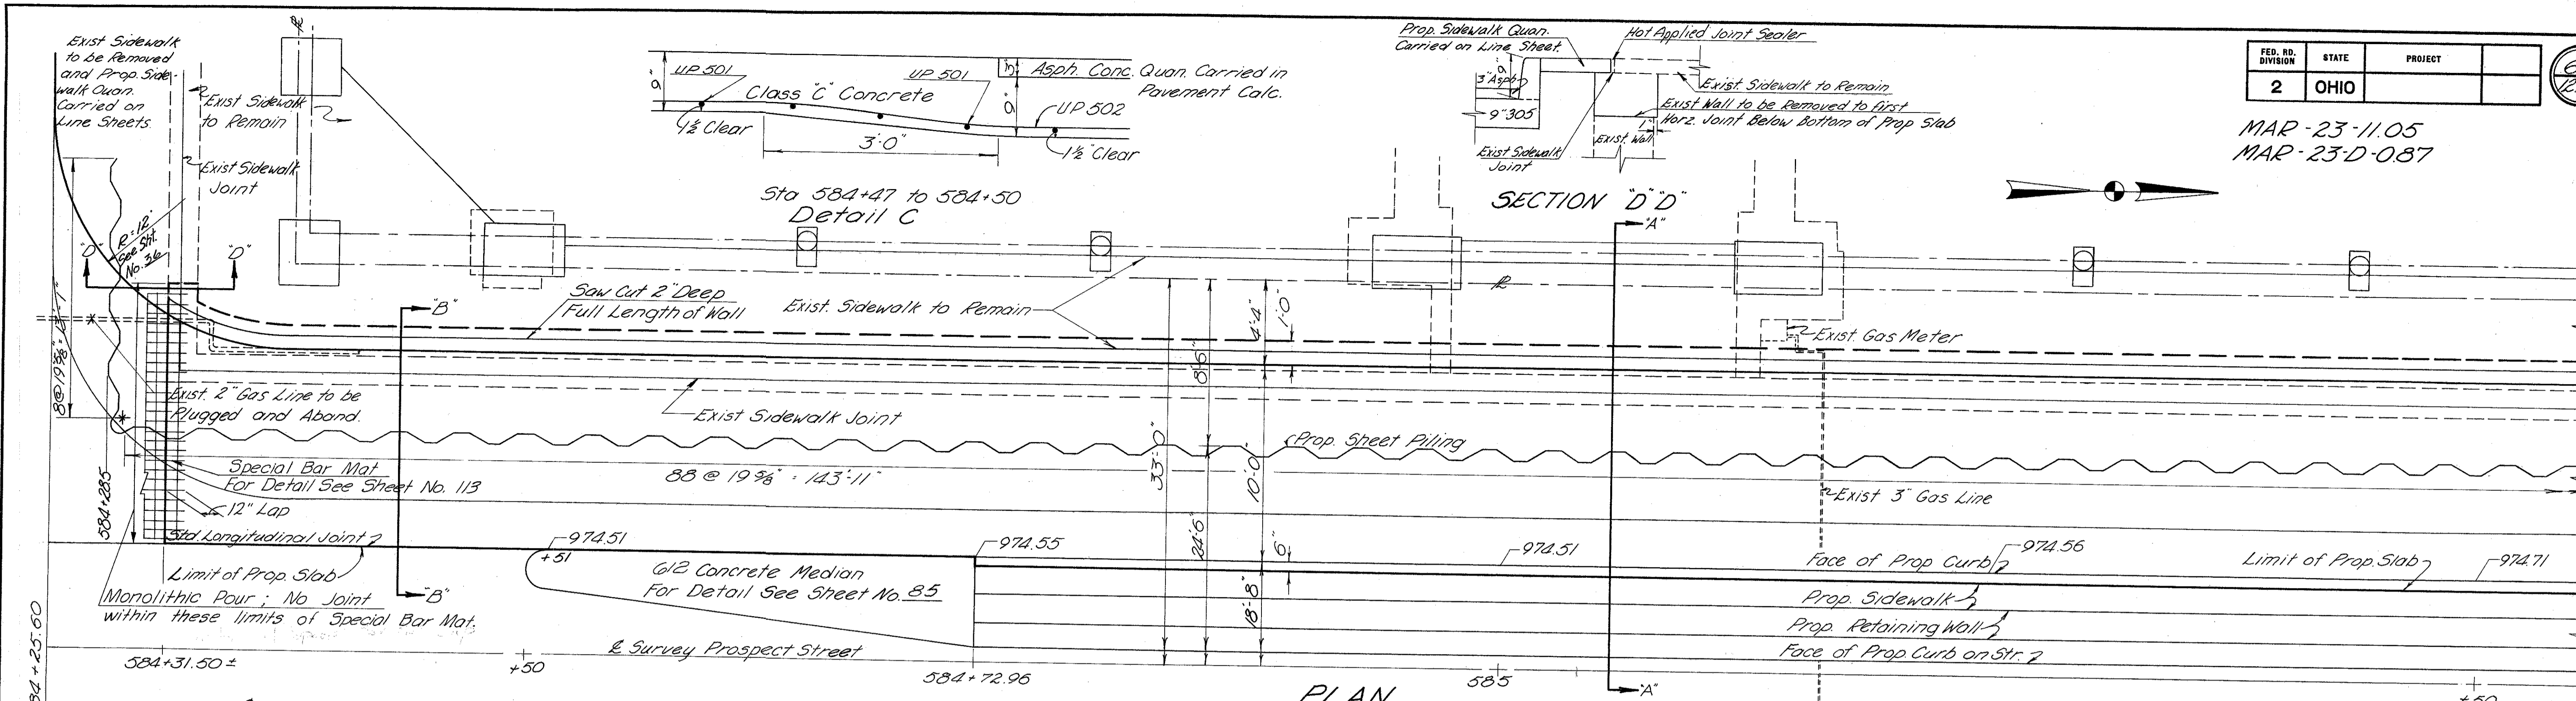 Exist Sidewalk
to be Removed
and Prop. Side-
walk Quan.
Carried on
Line Sheets.
Exist Sidewalk
to Remain
Exist Sidewalk
Joint
R=12'
See Sht.
No. 36
"D"
"D"
9"
UP 501
UP 501
Class "C" Concrete
3"
9"
Asph. Conc. Quan. Carried in
Pavement Calc.
UP 502
1½ Clear
3'-0"
1½" Clear
Sta 584+47 to 584+50
Detail C
Prop. Sidewalk Quan.
Carried on Line Sheet.
Hot Applied Joint Sealer
9"
3" Asph
9" 305
Exist. Sidewalk to Remain
Exist Wall to be Removed to first
Horz. Joint Below Bottom of Prop Slab
1"
Exist. Wall
Exist Sidewalk
Joint
SECTION "D" "D"
FED. RD.
DIVISION
STATE
PROJECT
2
OHIO
MAR-23-11.05
MAR-23-D-0.87
"A"
"B"
Saw Cut 2" Deep
Full Length of Wall
Exist. Sidewalk to Remain
4'-4"
1'-0"
8'-6"
Exist. Gas Meter
Exist. 2" Gas Line to be
Plugged and Aband.
Exist Sidewalk Joint
Prop. Sheet Piling
Special Bar Mat
For Detail See Sheet No. 113
88 @ 19⅝" = 143'-11"
33'-0"
10'-0"
Exist 3" Gas Line
584+28.5
12" Lap
Std. Longitudinal Joint
974.51
974.55
24'-6"
6"
974.51
Face of Prop Curb
974.56
Limit of Prop. Slab
974.71
+51
Limit of Prop. Slab
612 Concrete Median
For Detail See Sheet No. 85
18'-8"
Monolithic Pour; No Joint
within these limits of Special Bar Mat.
"B"
Prop. Sidewalk
Prop. Retaining Wall
Face of Prop. Curb on Str.
584+31.50 ±
+50
℄ Survey Prospect Street
584+72.96
585
"A"
+50
PLAN
84+25.60